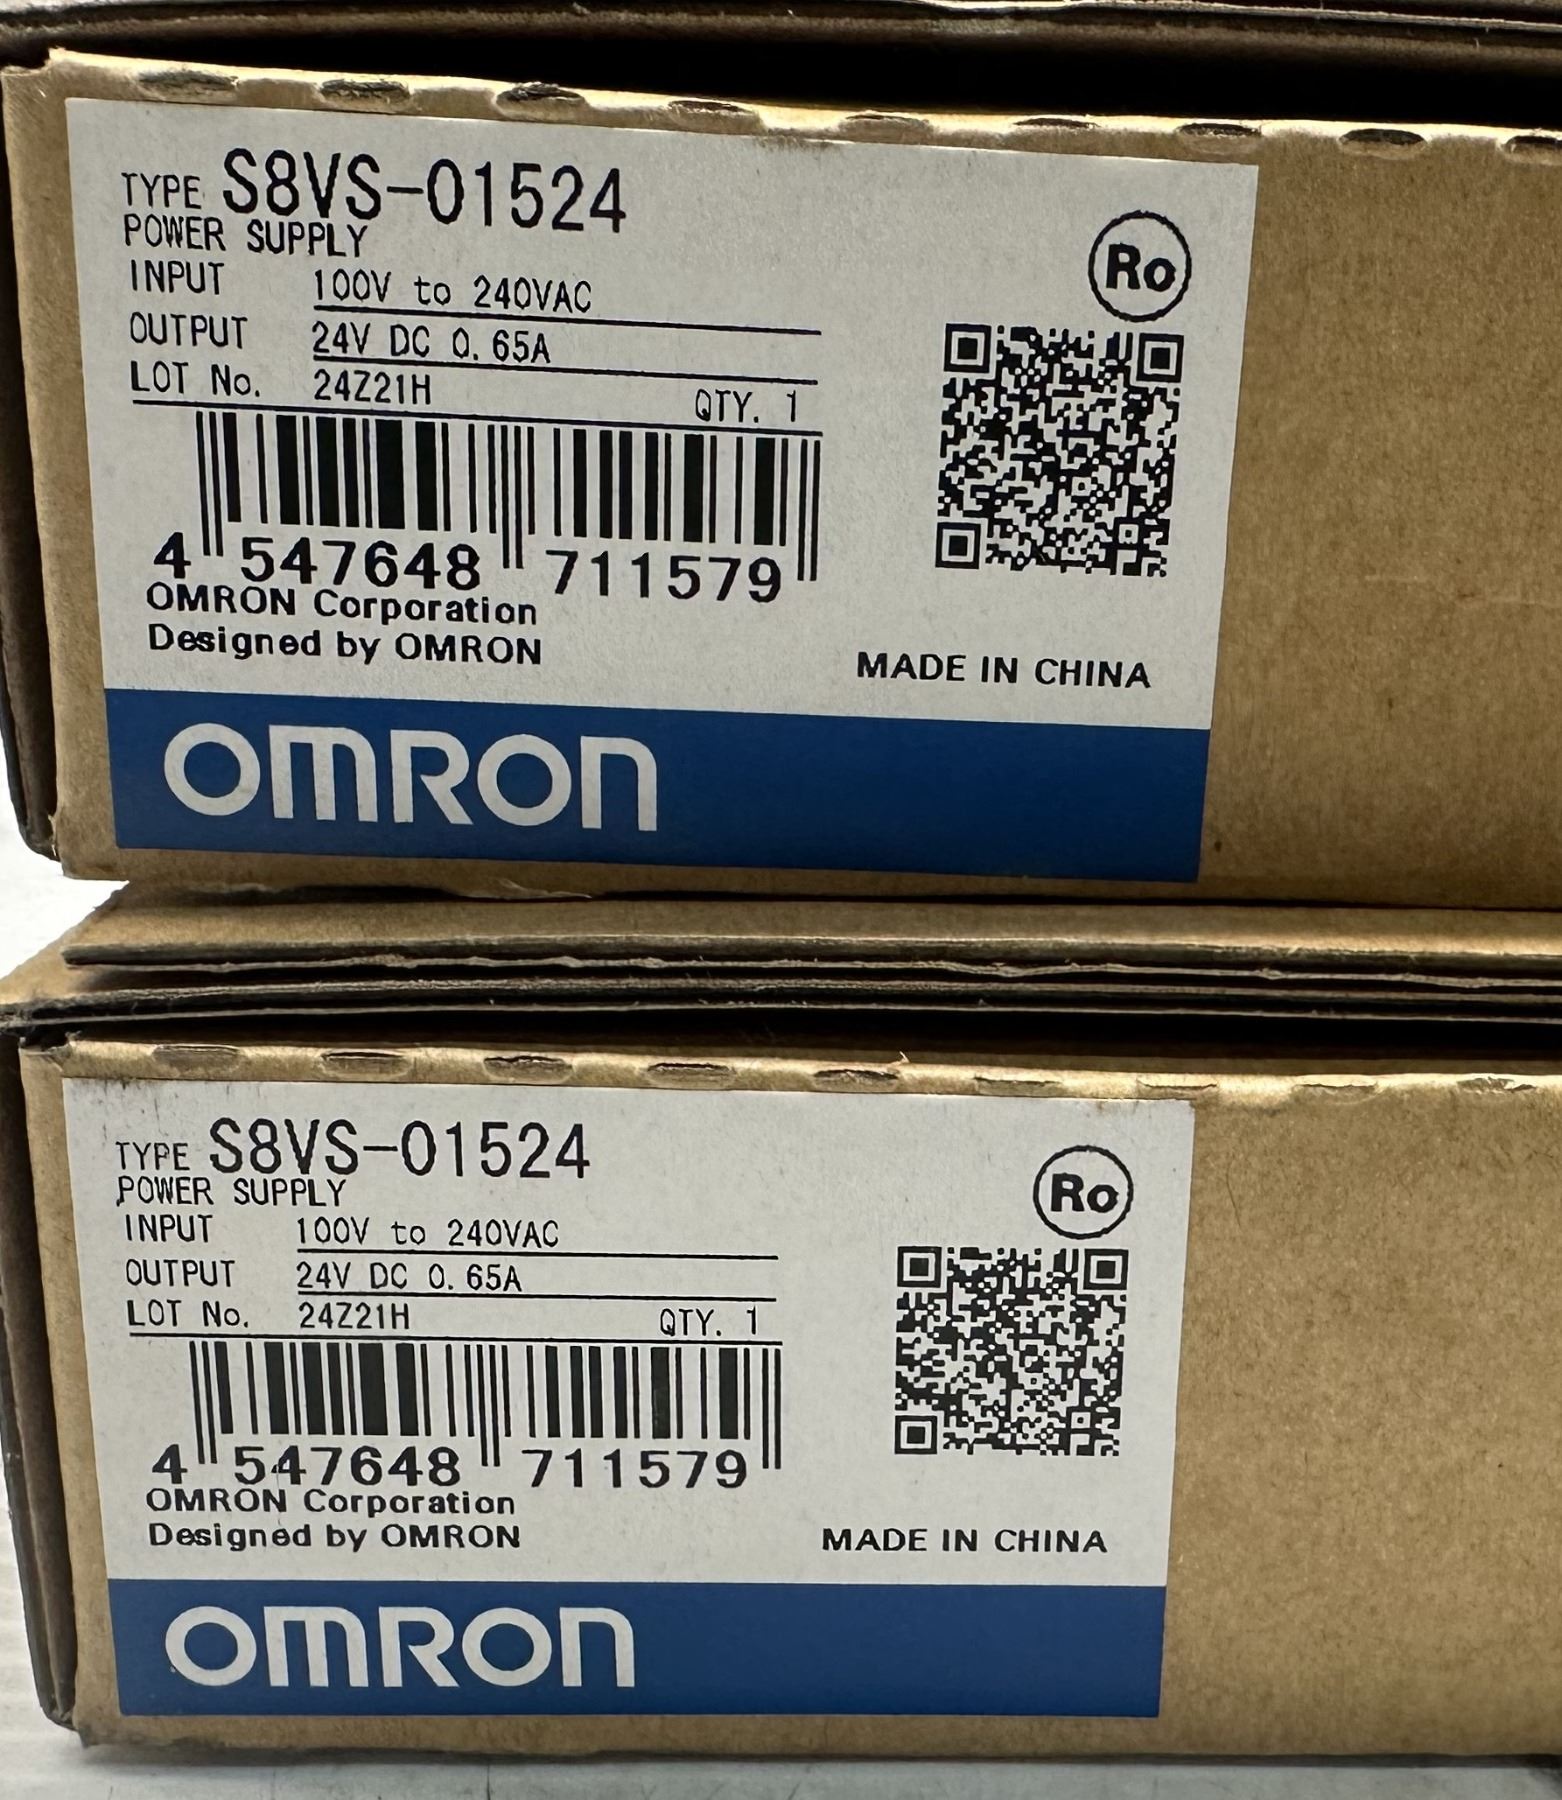 TYPE S8VS-01524
POWER SUPPLY
Ro
INPUT 100V to 240VAC
OUTPUT 24V DC 0.65A
LOT No. 24Z21H QTY. 1
4 547648 711579
OMRON Corporation
Designed by OMRON
MADE IN CHINA
OMRON
TYPE S8VS-01524
POWER SUPPLY
Ro
INPUT 100V to 240VAC
OUTPUT 24V DC 0.65A
LOT No. 24Z21H QTY. 1
4 547648 711579
OMRON Corporation
Designed by OMRON
MADE IN CHINA
OMRON